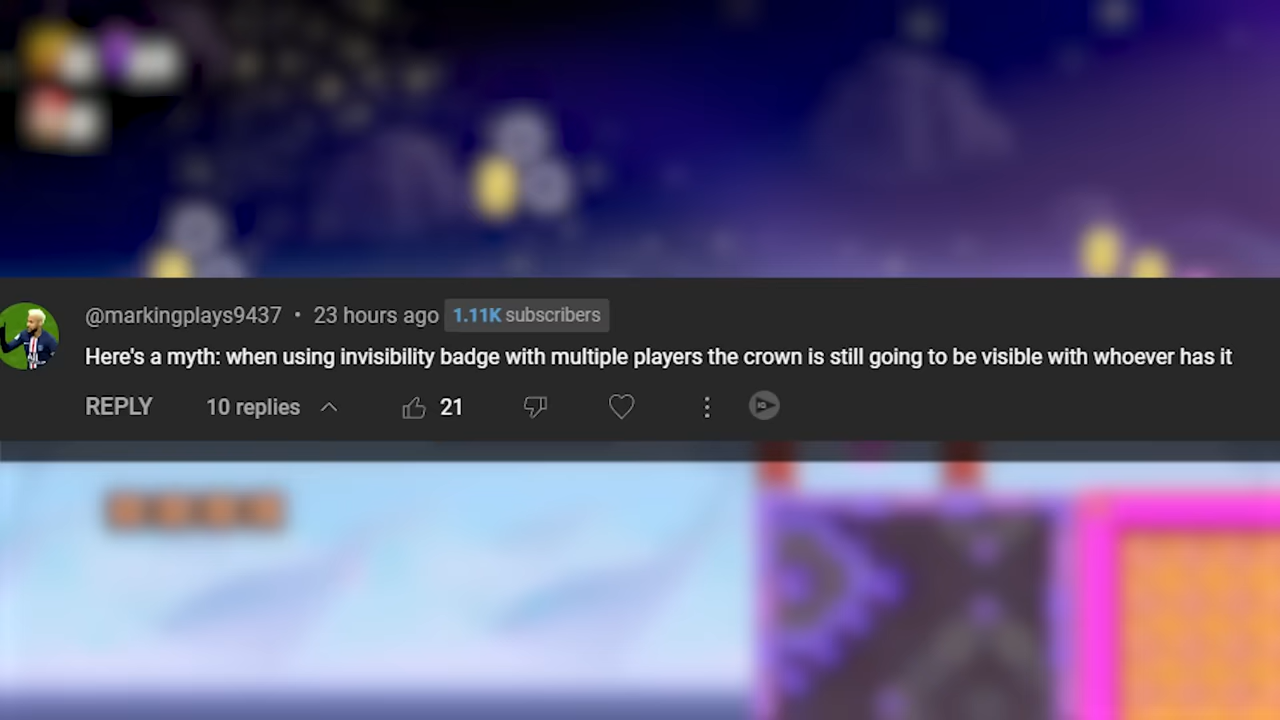 @markingplays9437 • 23 hours ago 1.11K subscribers
Here's a myth: when using invisibility badge with multiple players the crown is still going to be visible with whoever has it
REPLY 10 replies 21